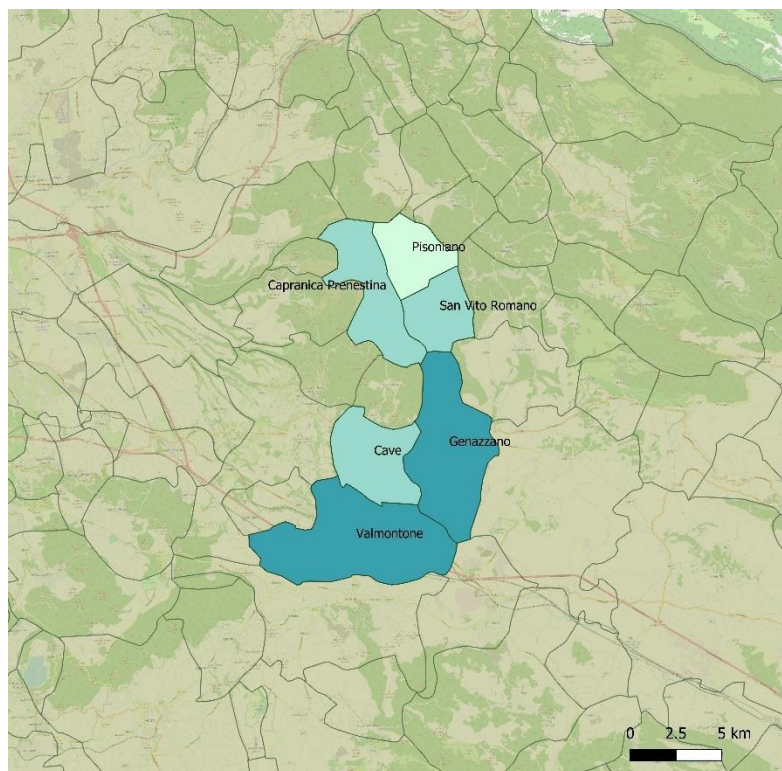 Pisoniano
Capranica Prenestina
San Vito Romano
Genazzano
Cave
Valmontone
0 2.5 5 km